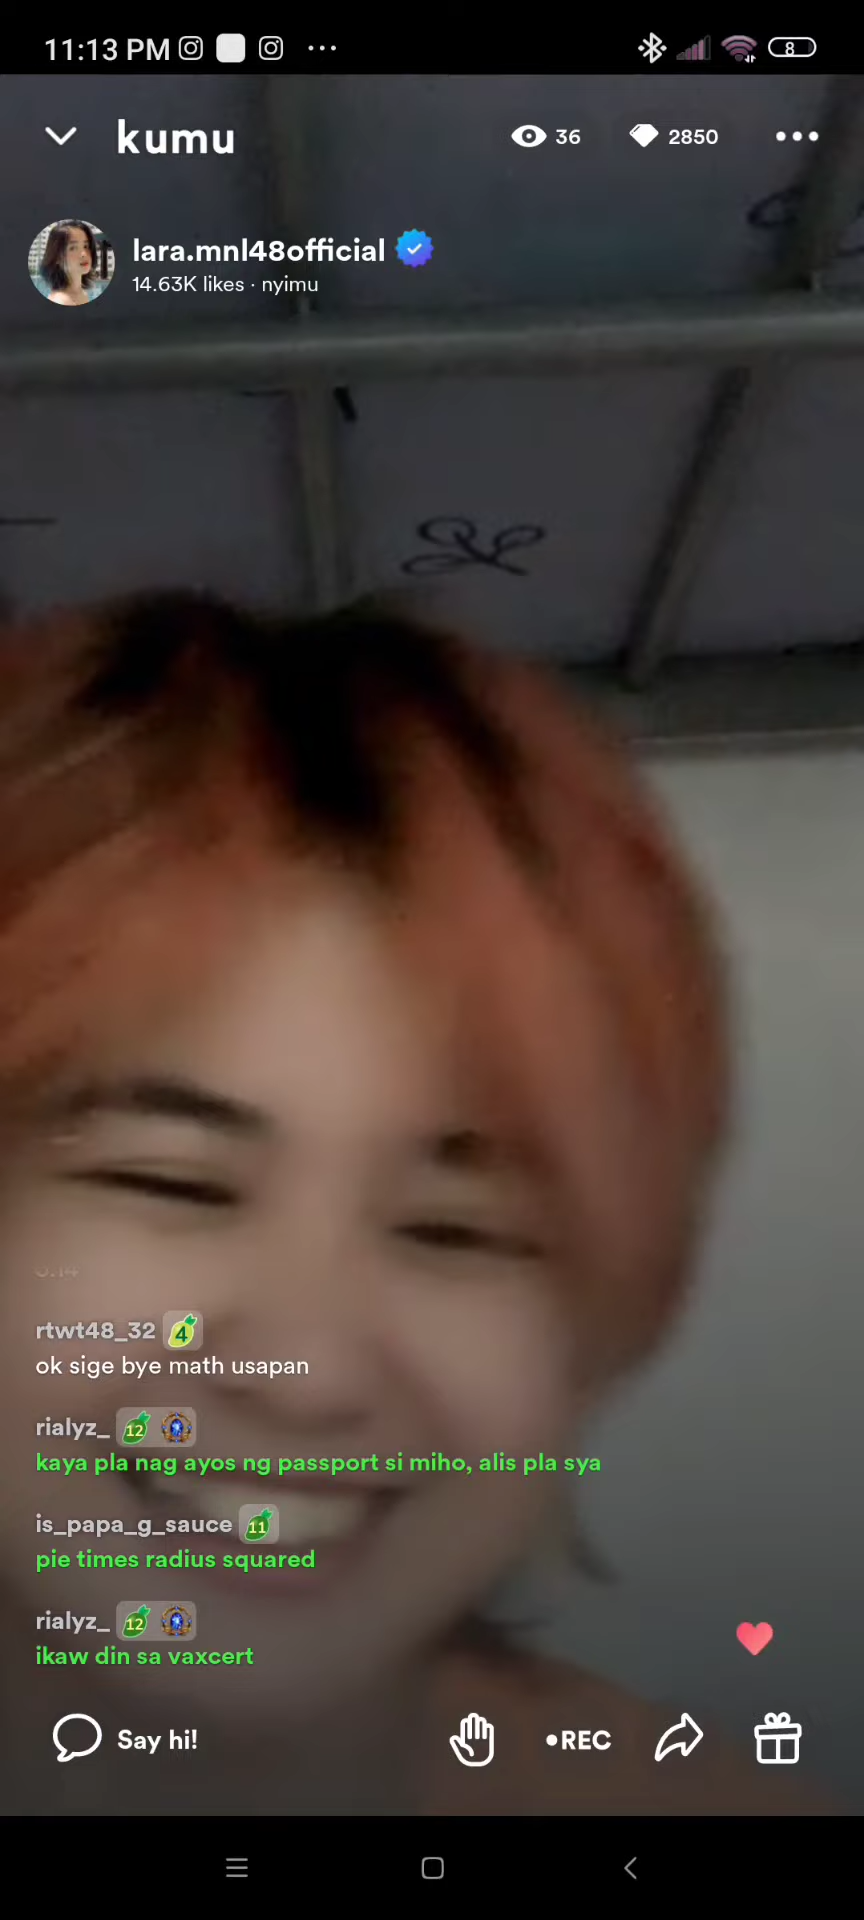 11:13 PM
8
kumu
36
2850
lara.mnl48official
14.63K likes · nyimu
3.14
rtwt48_32 4
ok sige bye math usapan
rialyz_ 12
kaya pla nag ayos ng passport si miho, alis pla sya
is_papa_g_sauce 11
pie times radius squared
rialyz_ 12
ikaw din sa vaxcert
Say hi!
•REC